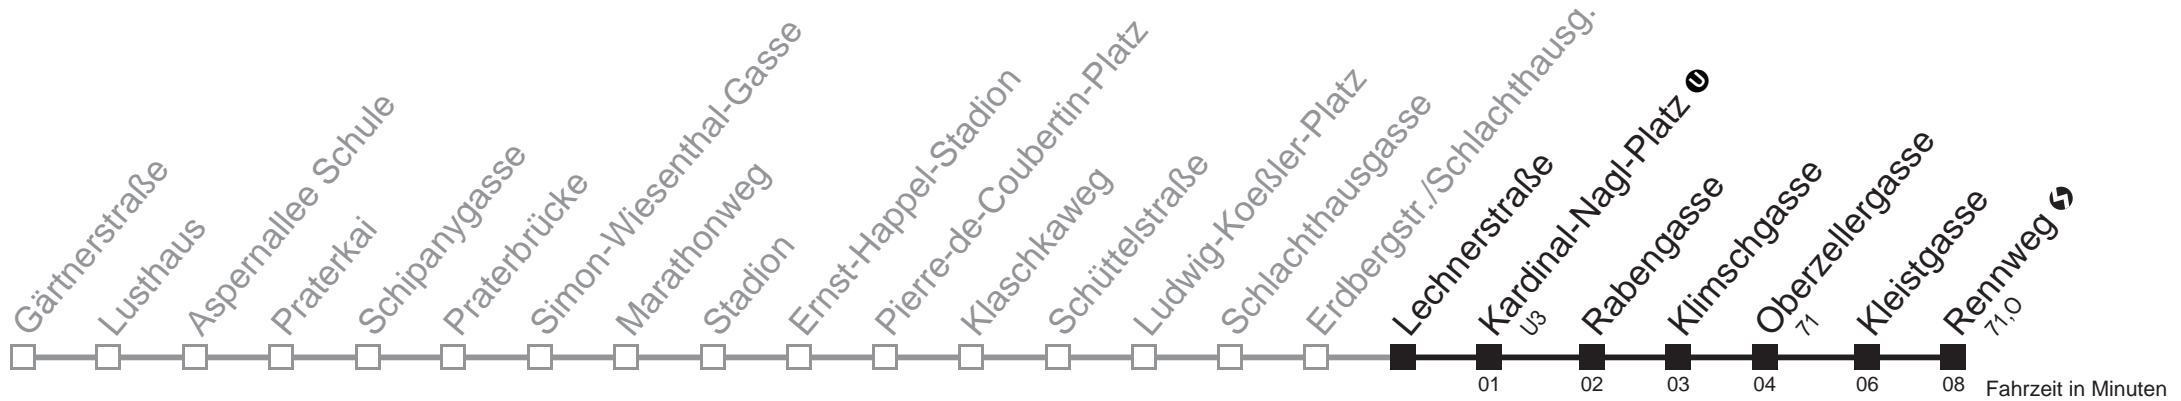 Gärtnerstraße
Lusthaus
Aspernallee Schule
Praterkai
Schipanygasse
Praterbrücke
Simon-Wiesenthal-Gasse
Marathonweg
Stadion
Ernst-Happel-Stadion
Pierre-de-Coubertin-Platz
Klaschkaweg
Schüttelstraße
Ludwig-Koeßler-Platz
Schlachthausgasse
Erdbergstr./Schlachthausg.
Lechnerstraße
Kardinal-Nagl-Platz U
U3
Rabengasse
Klimschgasse
Oberzellergasse
71
Kleistgasse
Rennweg
71,O
01 02 03 04 06 08 Fahrzeit in Minuten